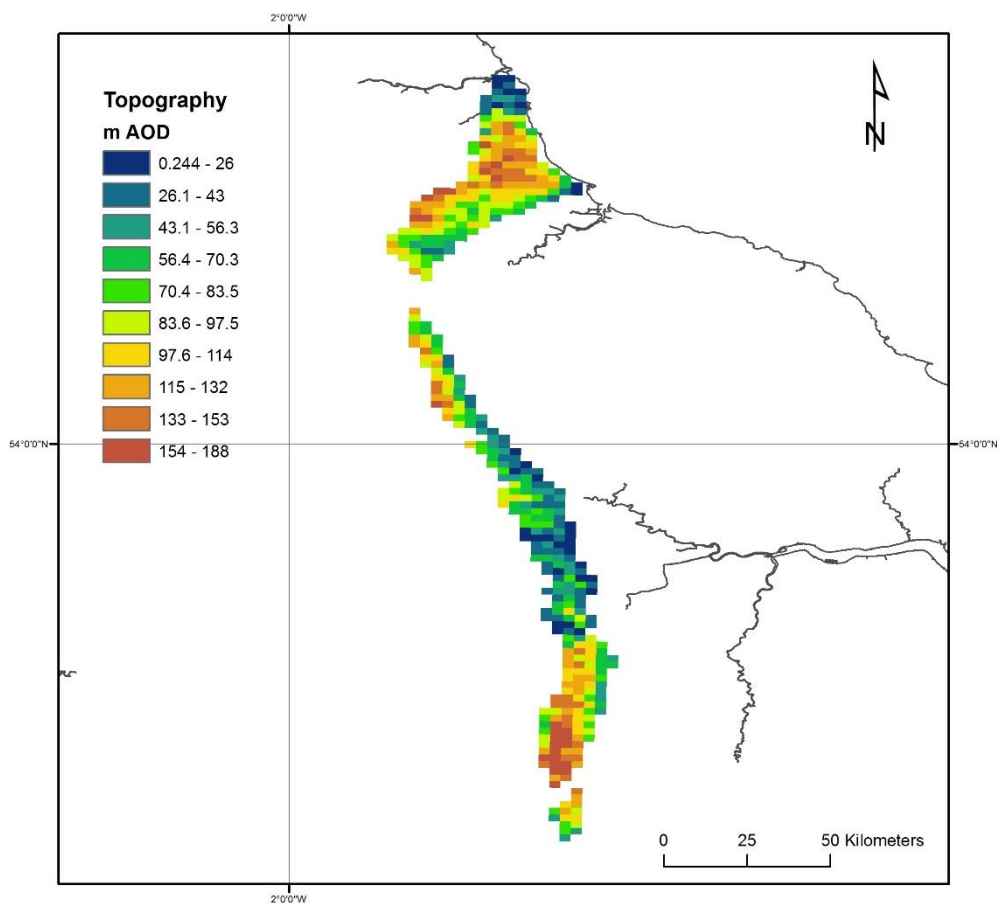 2°0'0"W
N
Topography
m AOD
0.244 - 26
26.1 - 43
43.1 - 56.3
56.4 - 70.3
70.4 - 83.5
83.6 - 97.5
97.6 - 114
115 - 132
133 - 153
154 - 188
54°0'0"N 54°0'0"N
0 25 50 Kilometers
2°0'0"W